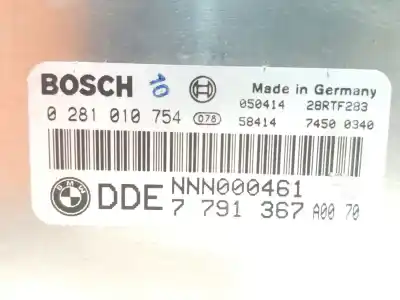 BOSCH 10 Made in Germany
050414 28RTF283
0 281 010 754 078 58414 7450 0340
BMW DDE NNN000461
7 791 367 A00 70